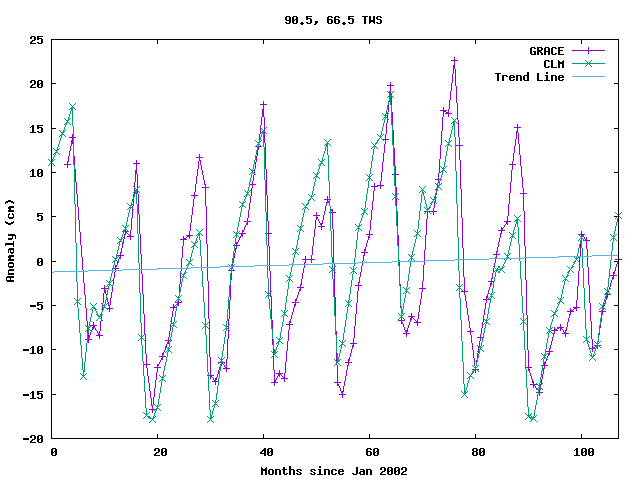 90.5, 66.5 TWS
GRACE
CLM
Trend Line
25
20
15
10
5
0
-5
-10
-15
-20
Anomaly (cm)
0 20 40 60 80 100
Months since Jan 2002